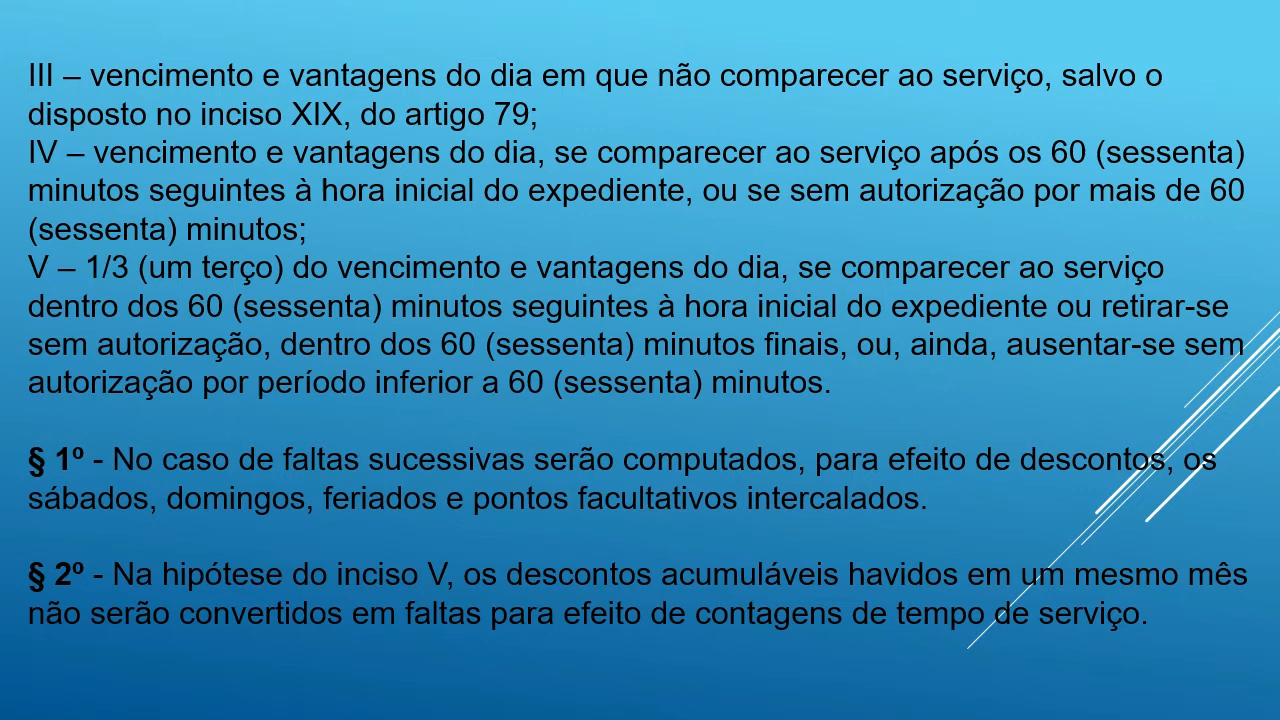 III – vencimento e vantagens do dia em que não comparecer ao serviço, salvo o
disposto no inciso XIX, do artigo 79;
IV – vencimento e vantagens do dia, se comparecer ao serviço após os 60 (sessenta)
minutos seguintes à hora inicial do expediente, ou se sem autorização por mais de 60
(sessenta) minutos;
V – 1/3 (um terço) do vencimento e vantagens do dia, se comparecer ao serviço
dentro dos 60 (sessenta) minutos seguintes à hora inicial do expediente ou retirar-se
sem autorização, dentro dos 60 (sessenta) minutos finais, ou, ainda, ausentar-se sem
autorização por período inferior a 60 (sessenta) minutos.
§ 1º - No caso de faltas sucessivas serão computados, para efeito de descontos, os
sábados, domingos, feriados e pontos facultativos intercalados.
§ 2º - Na hipótese do inciso V, os descontos acumuláveis havidos em um mesmo mês
não serão convertidos em faltas para efeito de contagens de tempo de serviço.